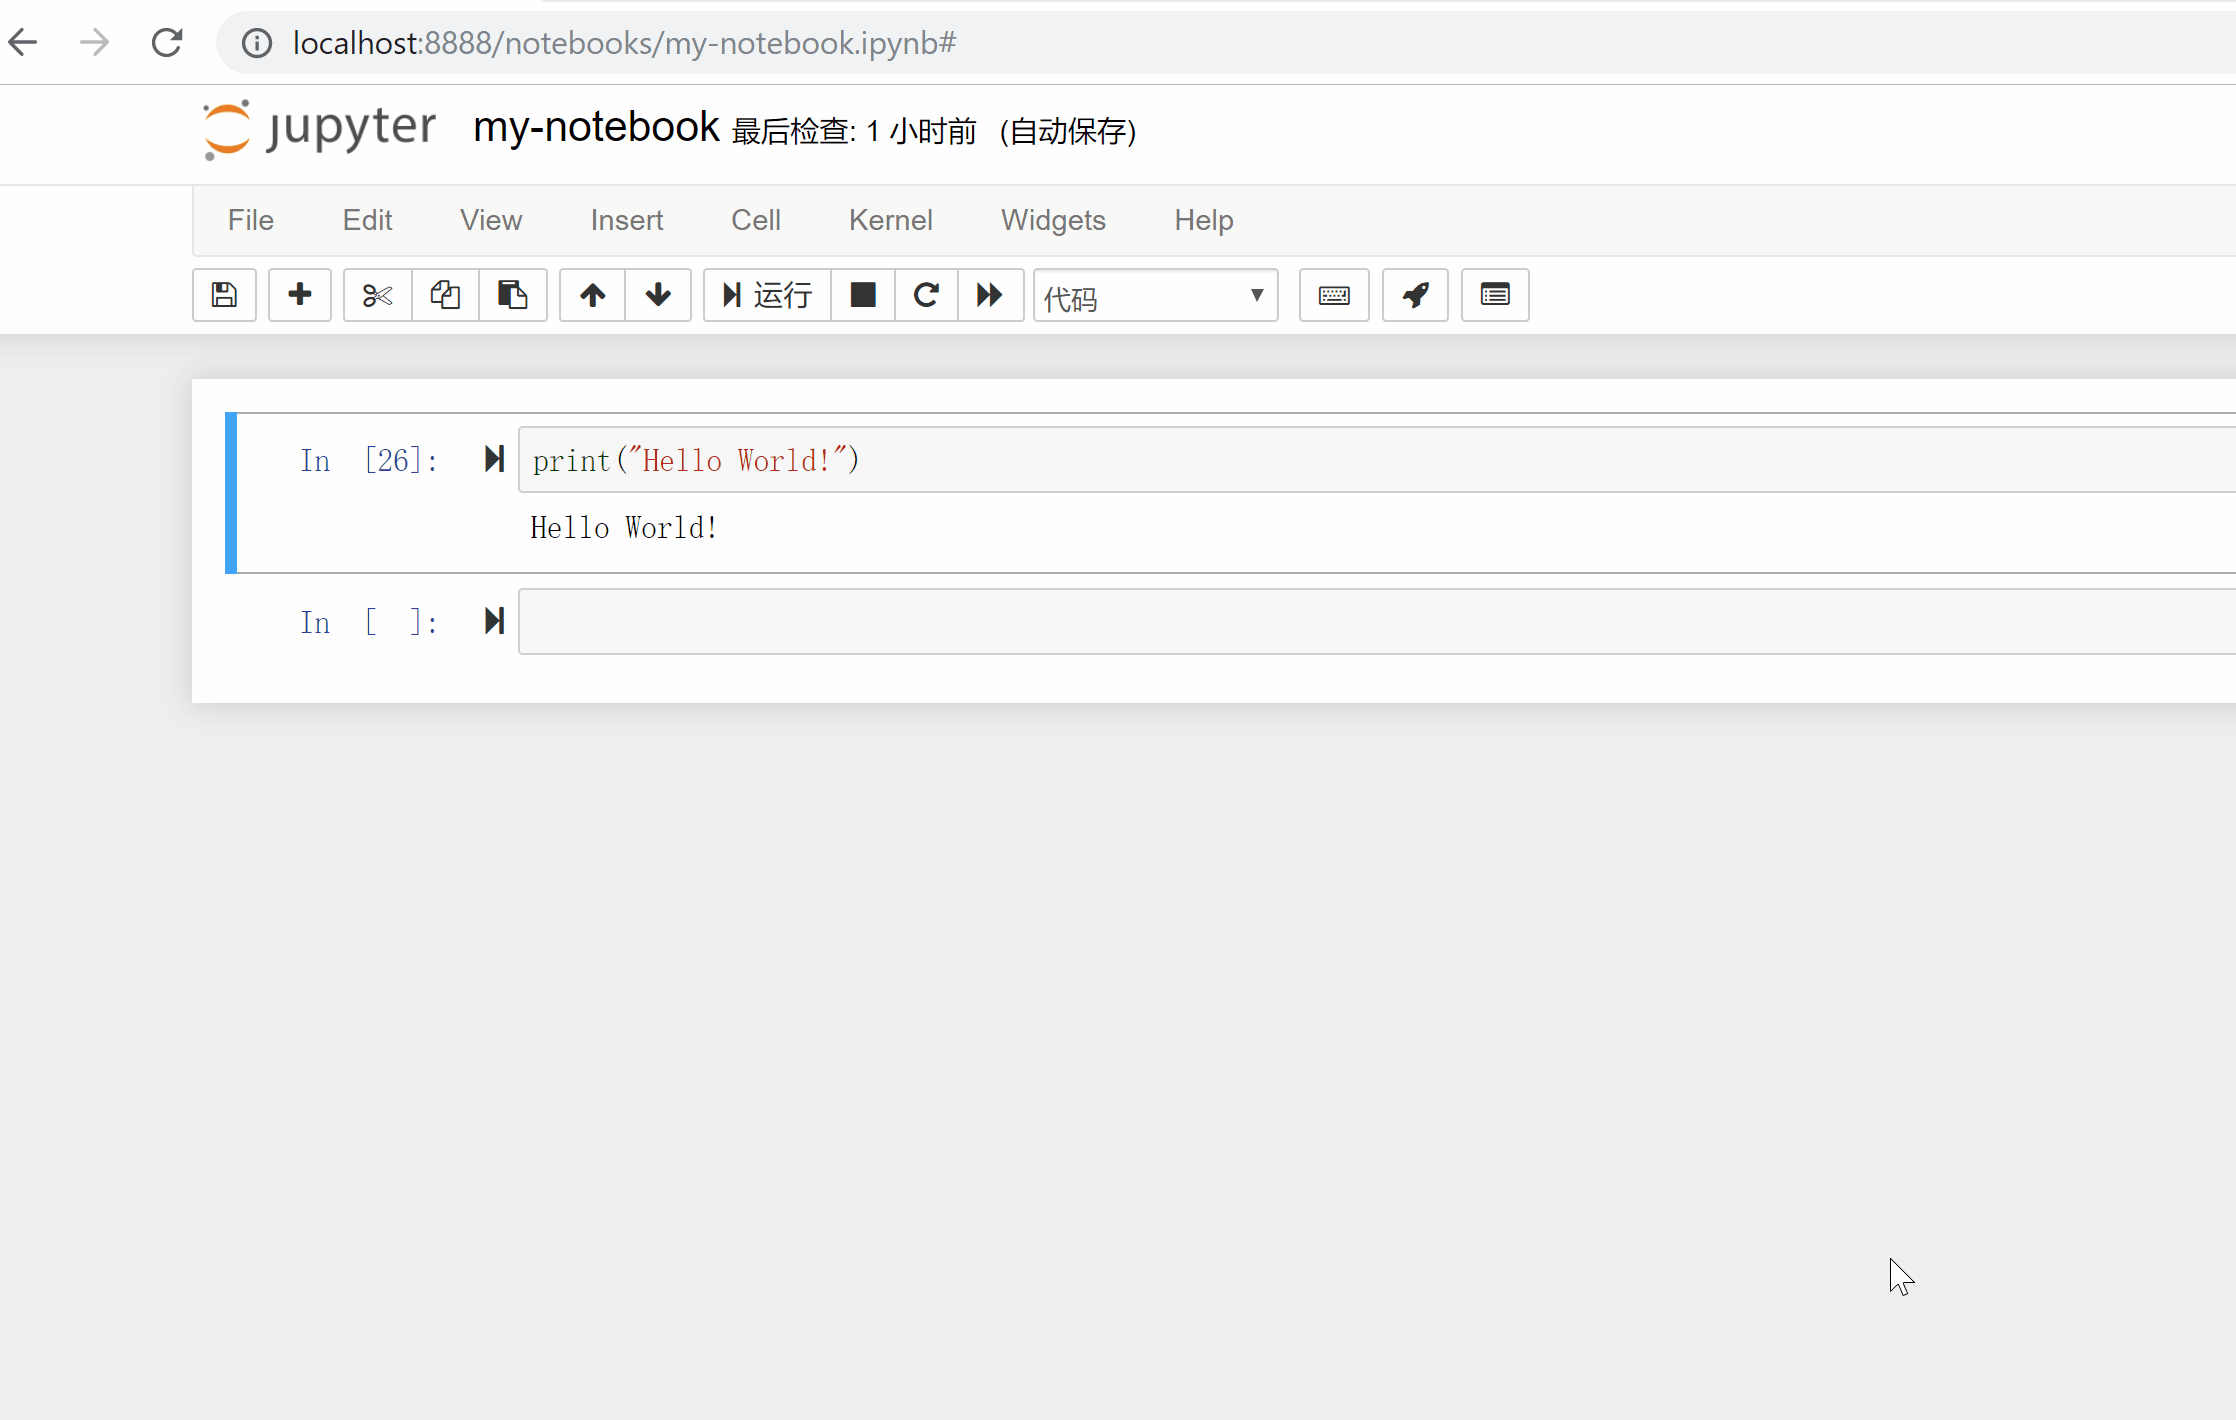 localhost:8888/notebooks/my-notebook.ipynb#
jupyter my-notebook 最后检查: 1 小时前 (自动保存)
File Edit View Insert Cell Kernel Widgets Help
运行 代码
In [26]: print("Hello World!")
Hello World!
In [ ]: